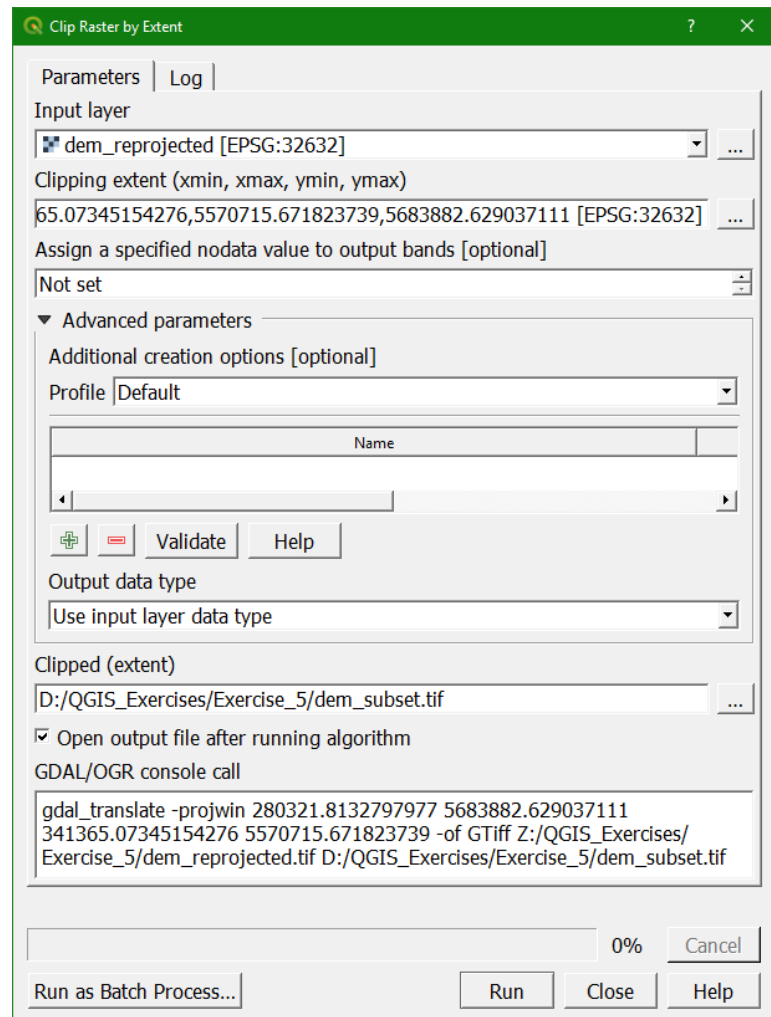 Clip Raster by Extent
Parameters
Log
Input layer
dem_reprojected [EPSG:32632]
...
Clipping extent (xmin, xmax, ymin, ymax)
65.07345154276,5570715.671823739,5683882.629037111 [EPSG:32632]
...
Assign a specified nodata value to output bands [optional]
Not set
Advanced parameters
Additional creation options [optional]
Profile Default
Name
Validate Help
Output data type
Use input layer data type
Clipped (extent)
D:/QGIS_Exercises/Exercise_5/dem_subset.tif
...
Open output file after running algorithm
GDAL/OGR console call
gdal_translate -projwin 280321.8132797977 5683882.629037111
341365.07345154276 5570715.671823739 -of GTiff Z:/QGIS_Exercises/
Exercise_5/dem_reprojected.tif D:/QGIS_Exercises/Exercise_5/dem_subset.tif
0% Cancel
Run as Batch Process... Run Close Help